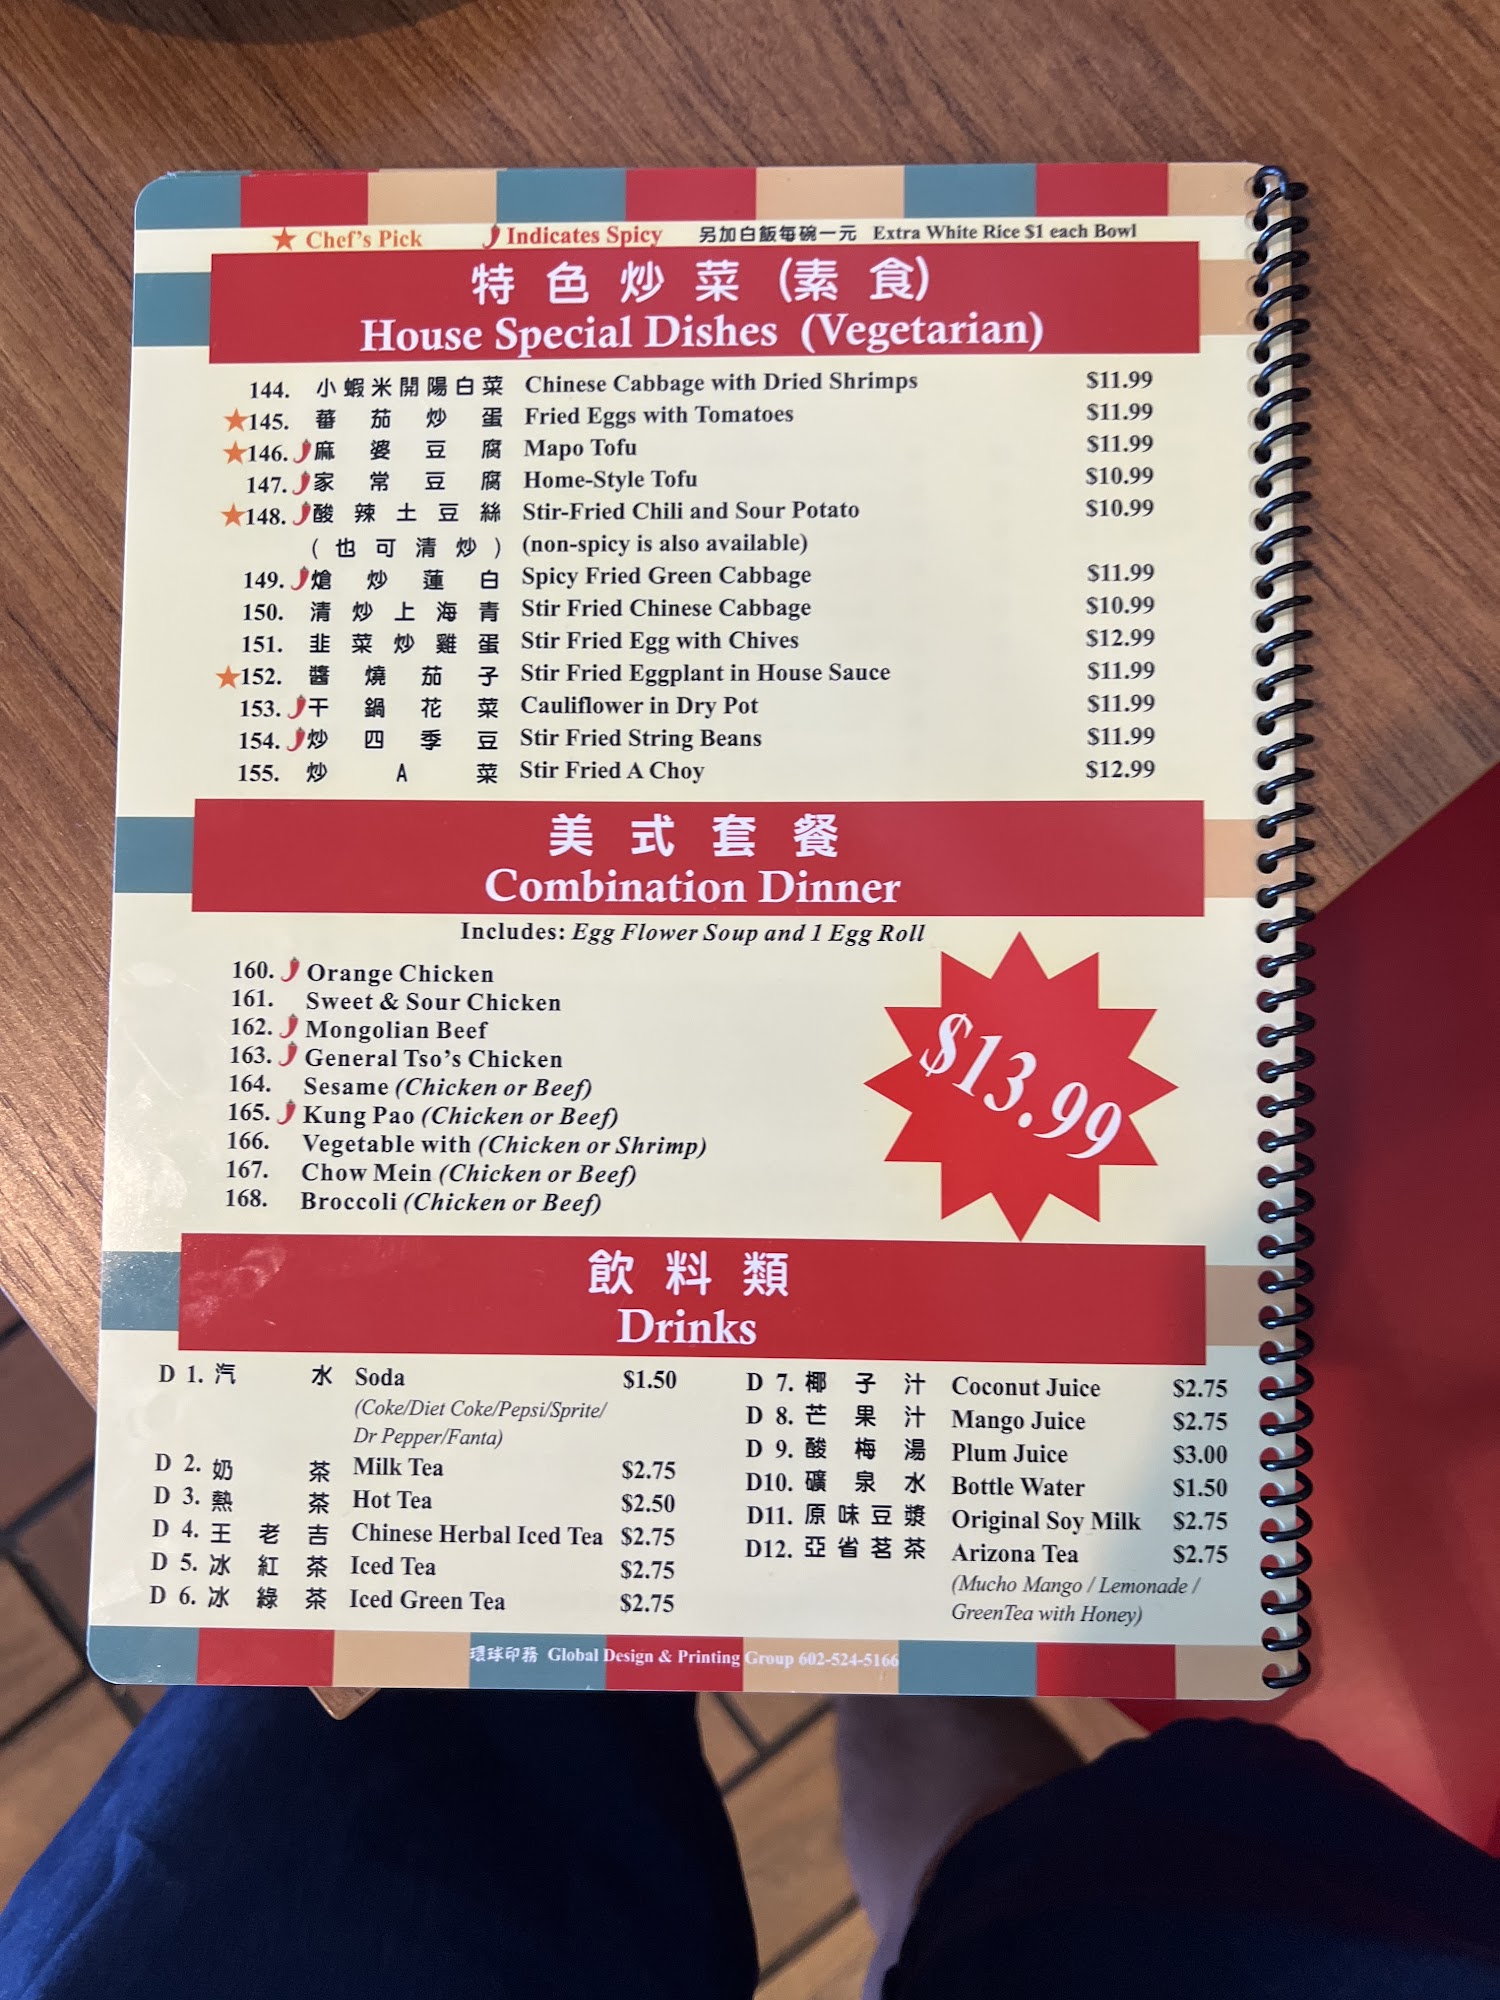 ★ Chef's Pick Indicates Spicy 另加白飯每碗一元 Extra White Rice $1 each Bowl
特色炒菜(素食)
House Special Dishes (Vegetarian)
144. 小蝦米開陽白菜 Chinese Cabbage with Dried Shrimps $11.99
★145. 蕃茄炒蛋 Fried Eggs with Tomatoes $11.99
★146. 麻婆豆腐 Mapo Tofu $11.99
147. 家常豆腐 Home-Style Tofu $10.99
★148. 酸辣土豆絲 Stir-Fried Chili and Sour Potato $10.99
(也可清炒) (non-spicy is also available)
149. 熗炒蓮白 Spicy Fried Green Cabbage $11.99
150. 清炒上海青 Stir Fried Chinese Cabbage $10.99
151. 韭菜炒雞蛋 Stir Fried Egg with Chives $12.99
★152. 醬燒茄子 Stir Fried Eggplant in House Sauce $11.99
153. 干鍋花菜 Cauliflower in Dry Pot $11.99
154. 炒四季豆 Stir Fried String Beans $11.99
155. 炒A菜 Stir Fried A Choy $12.99
美式套餐
Combination Dinner
Includes: Egg Flower Soup and 1 Egg Roll
160. Orange Chicken
161. Sweet & Sour Chicken
162. Mongolian Beef
163. General Tso's Chicken
164. Sesame (Chicken or Beef)
165. Kung Pao (Chicken or Beef)
166. Vegetable with (Chicken or Shrimp)
167. Chow Mein (Chicken or Beef)
168. Broccoli (Chicken or Beef)
$13.99
飲料類
Drinks
D 1. 汽水 Soda $1.50
(Coke/Diet Coke/Pepsi/Sprite/
Dr Pepper/Fanta)
D 2. 奶茶 Milk Tea $2.75
D 3. 熱茶 Hot Tea $2.50
D 4. 王老吉 Chinese Herbal Iced Tea $2.75
D 5. 冰紅茶 Iced Tea $2.75
D 6. 冰綠茶 Iced Green Tea $2.75
D 7. 椰子汁 Coconut Juice $2.75
D 8. 芒果汁 Mango Juice $2.75
D 9. 酸梅湯 Plum Juice $3.00
D10. 礦泉水 Bottle Water $1.50
D11. 原味豆漿 Original Soy Milk $2.75
D12. 亞省茗茶 Arizona Tea $2.75
(Mucho Mango / Lemonade /
GreenTea with Honey)
環球印務 Global Design & Printing Group 602-524-5166